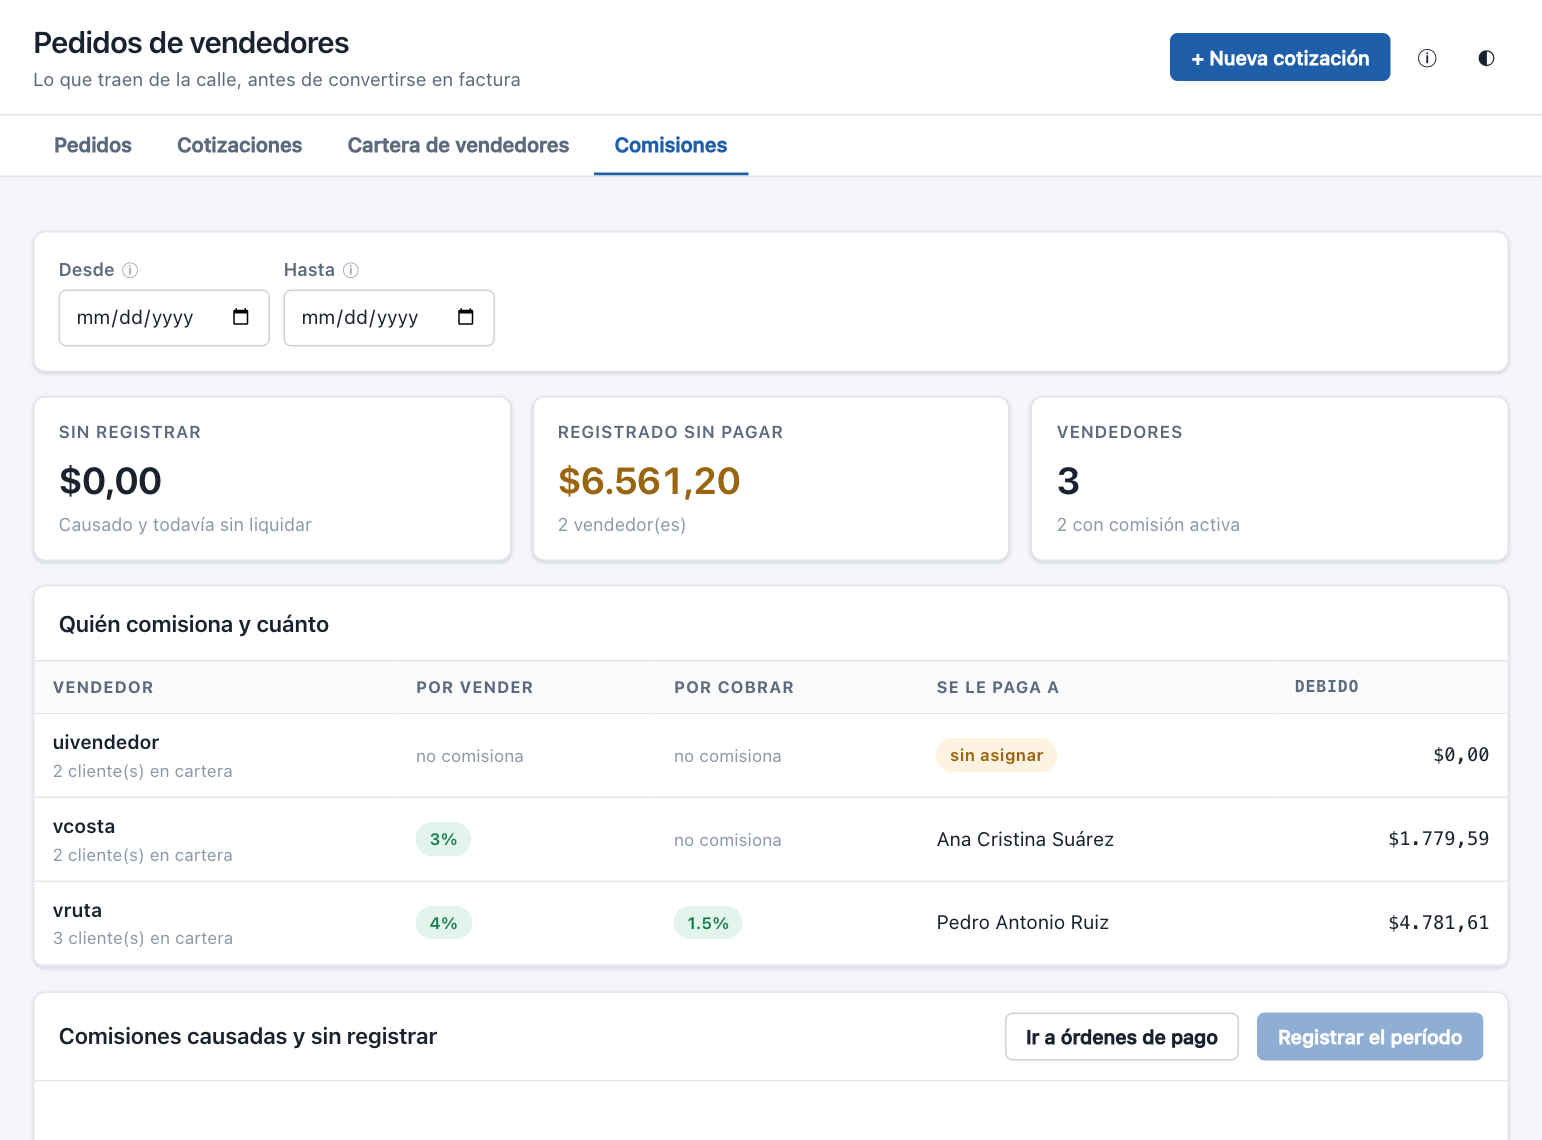 Pedidos de vendedores
Lo que traen de la calle, antes de convertirse en factura
+ Nueva cotización
Pedidos Cotizaciones Cartera de vendedores Comisiones
Desde Hasta
mm/dd/yyyy mm/dd/yyyy
SIN REGISTRAR
$0,00
Causado y todavía sin liquidar
REGISTRADO SIN PAGAR
$6.561,20
2 vendedor(es)
VENDEDORES
3
2 con comisión activa
Quién comisiona y cuánto
VENDEDOR POR VENDER POR COBRAR SE LE PAGA A DEBIDO
uivendedor
2 cliente(s) en cartera
no comisiona no comisiona sin asignar $0,00
vcosta
2 cliente(s) en cartera
3% no comisiona Ana Cristina Suárez $1.779,59
vruta
3 cliente(s) en cartera
4% 1.5% Pedro Antonio Ruiz $4.781,61
Comisiones causadas y sin registrar
Ir a órdenes de pago Registrar el período